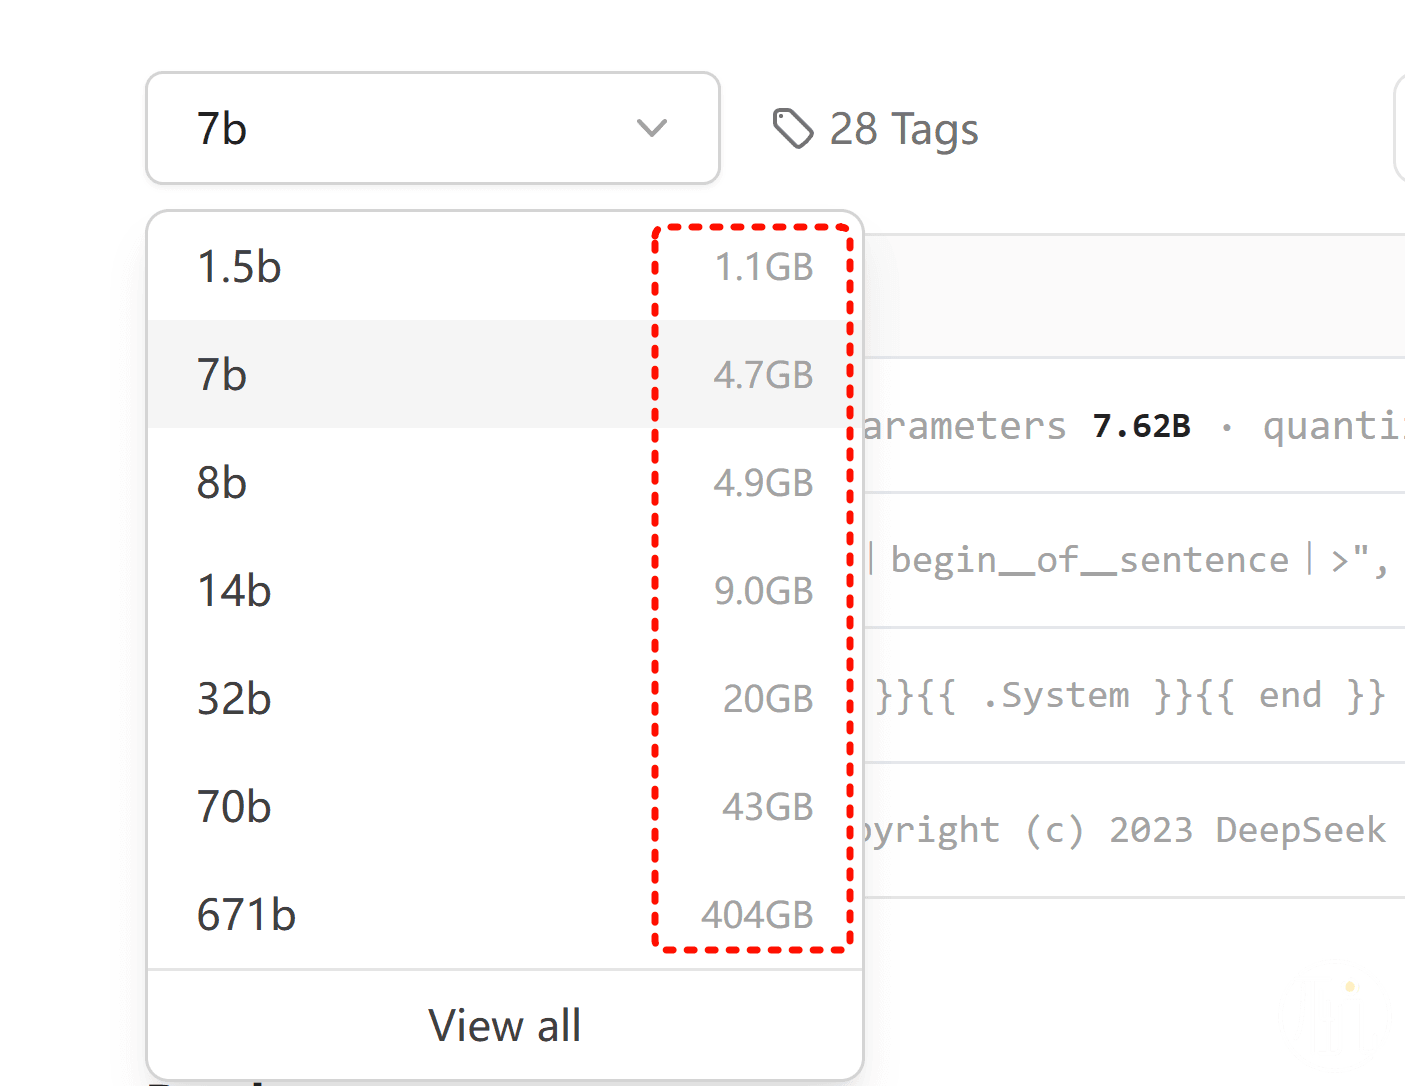 7b
28 Tags
1.5b 1.1GB
7b 4.7GB
arameters 7.62B · quanti
8b 4.9GB
|begin__of__sentence|>",
14b 9.0GB
32b 20GB
}}{{ .System }}{{ end }}
70b 43GB
pyright (c) 2023 DeepSeek
671b 404GB
View all